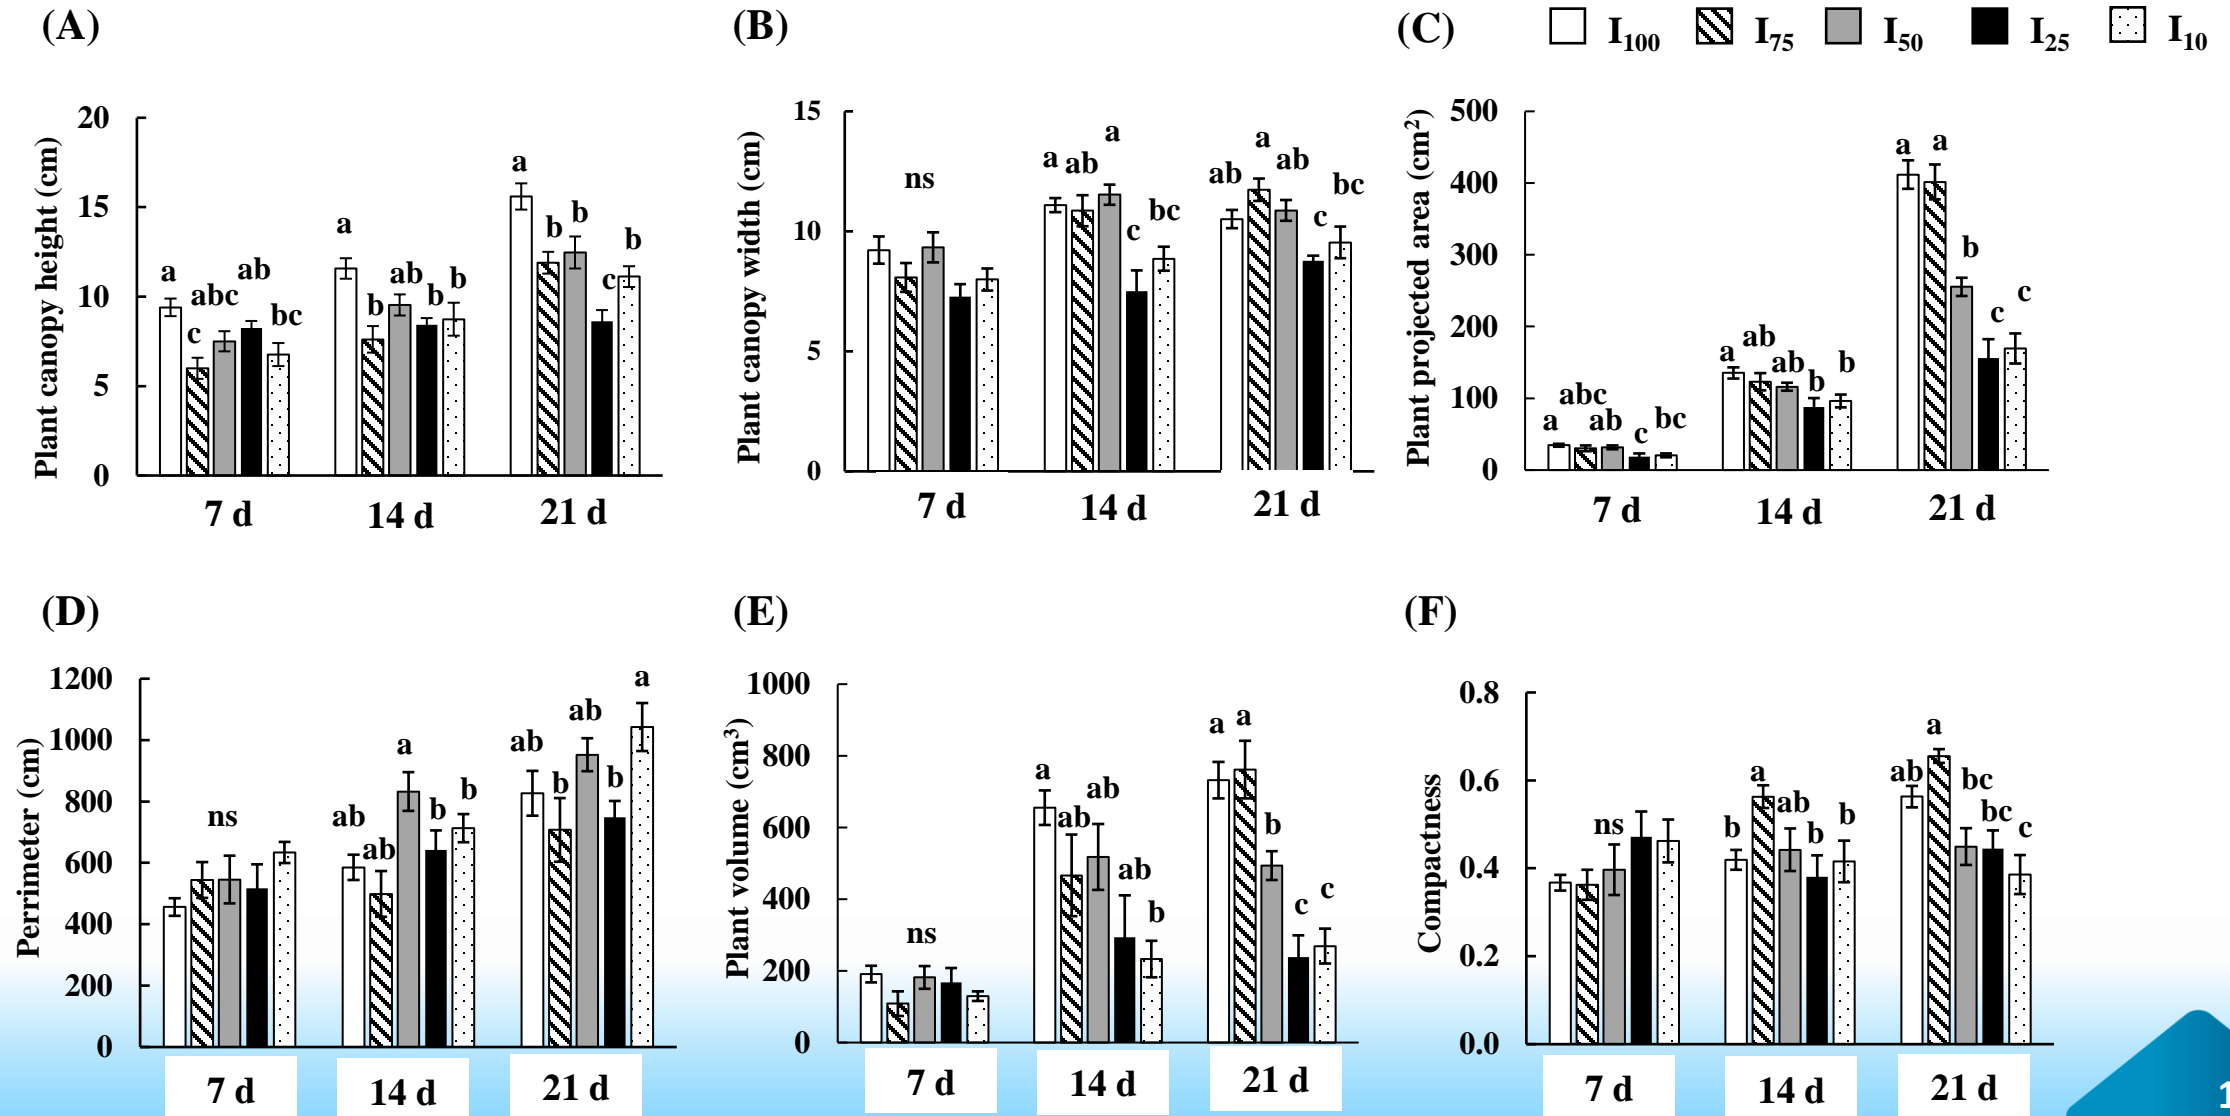 (A)
(B)
(C)
I100 I75 I50 I25 I10
Plant canopy height (cm)
20
15
10
5
0
a
c
abc
ab
bc
a
b
ab
b
b
a
b
b
c
b
7 d
14 d
21 d
Plant canopy width (cm)
15
10
5
0
ns
a
ab
a
c
bc
ab
a
ab
c
bc
7 d
14 d
21 d
Plant projected area (cm2)
500
400
300
200
100
0
a
abc
ab
c
bc
a
ab
ab
b
b
a
a
b
c
c
7 d
14 d
21 d
(D)
(E)
(F)
Perrimeter (cm)
1200
1000
800
600
400
200
0
ns
ab
ab
a
b
b
ab
b
ab
b
a
7 d
14 d
21 d
Plant volume (cm3)
1000
800
600
400
200
0
ns
a
ab
ab
ab
b
a
a
b
c
c
7 d
14 d
21 d
Compactness
0.8
0.6
0.4
0.2
0.0
ns
b
a
ab
b
b
ab
a
bc
bc
c
7 d
14 d
21 d